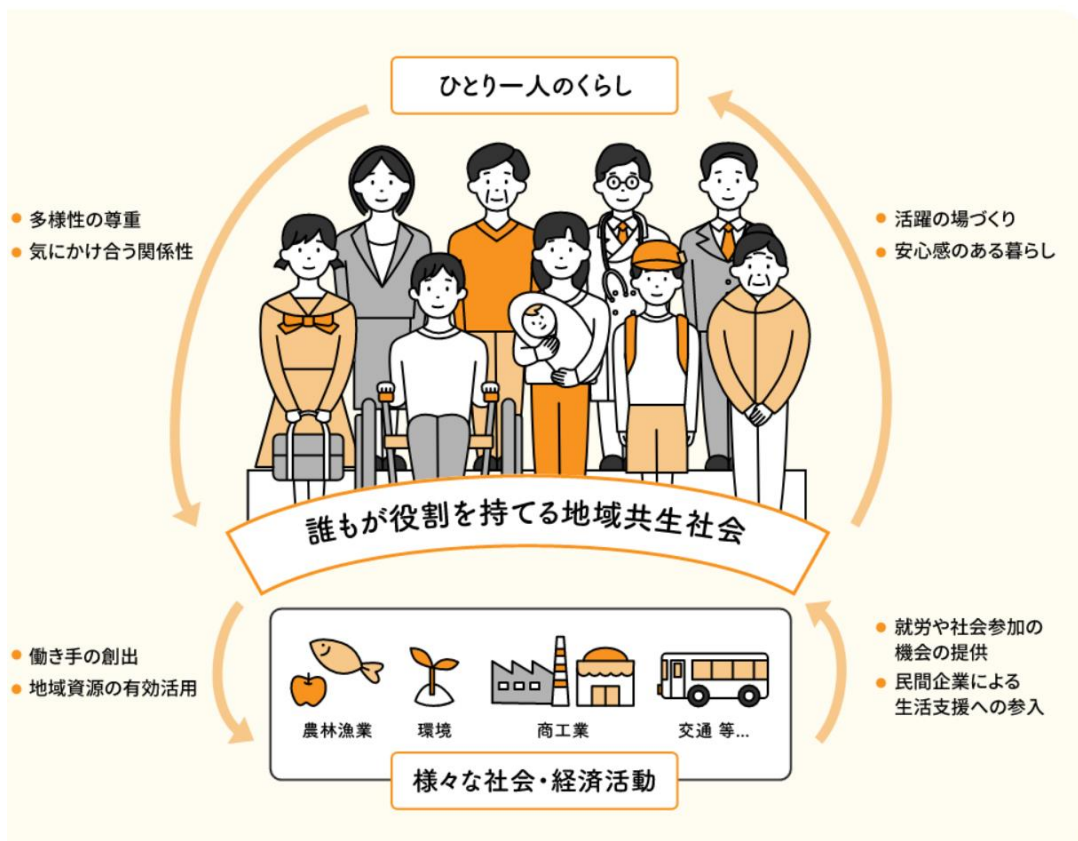 ひとり一人のくらし
多様性の尊重
気にかけ合う関係性
活躍の場づくり
安心感のある暮らし
誰もが役割を持てる地域共生社会
働き手の創出
地域資源の有効活用
就労や社会参加の
機会の提供
民間企業による
生活支援への参入
農林漁業
環境
商工業
交通 等...
様々な社会・経済活動